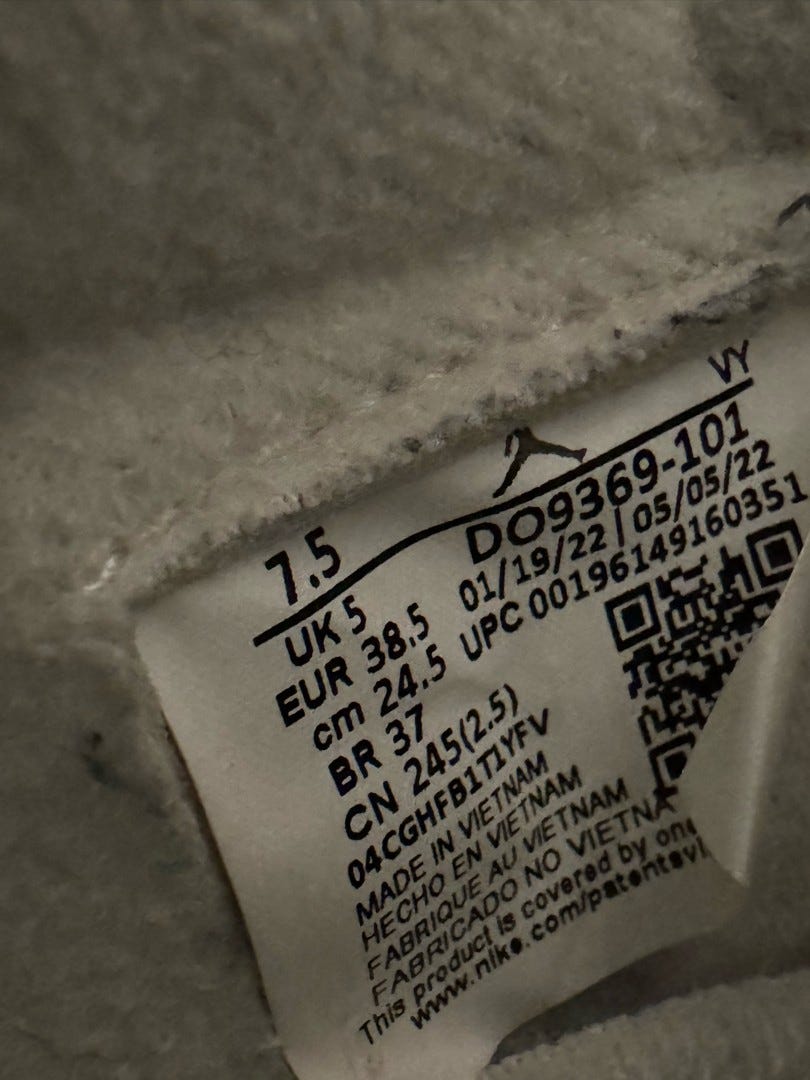 VY
7.5
DO9369-101
01/19/22 | 05/05/22
UPC 00196149160351
UK 5
EUR 38.5
cm 24.5
BR 37
CN 245(2.5)
04CGHFB1T1YFV
MADE IN VIETNAM
HECHO EN VIETNAM
FABRIQUE AU VIETNAM
FABRICADO NO VIETNA
This product is covered by one
www.nike.com/patents